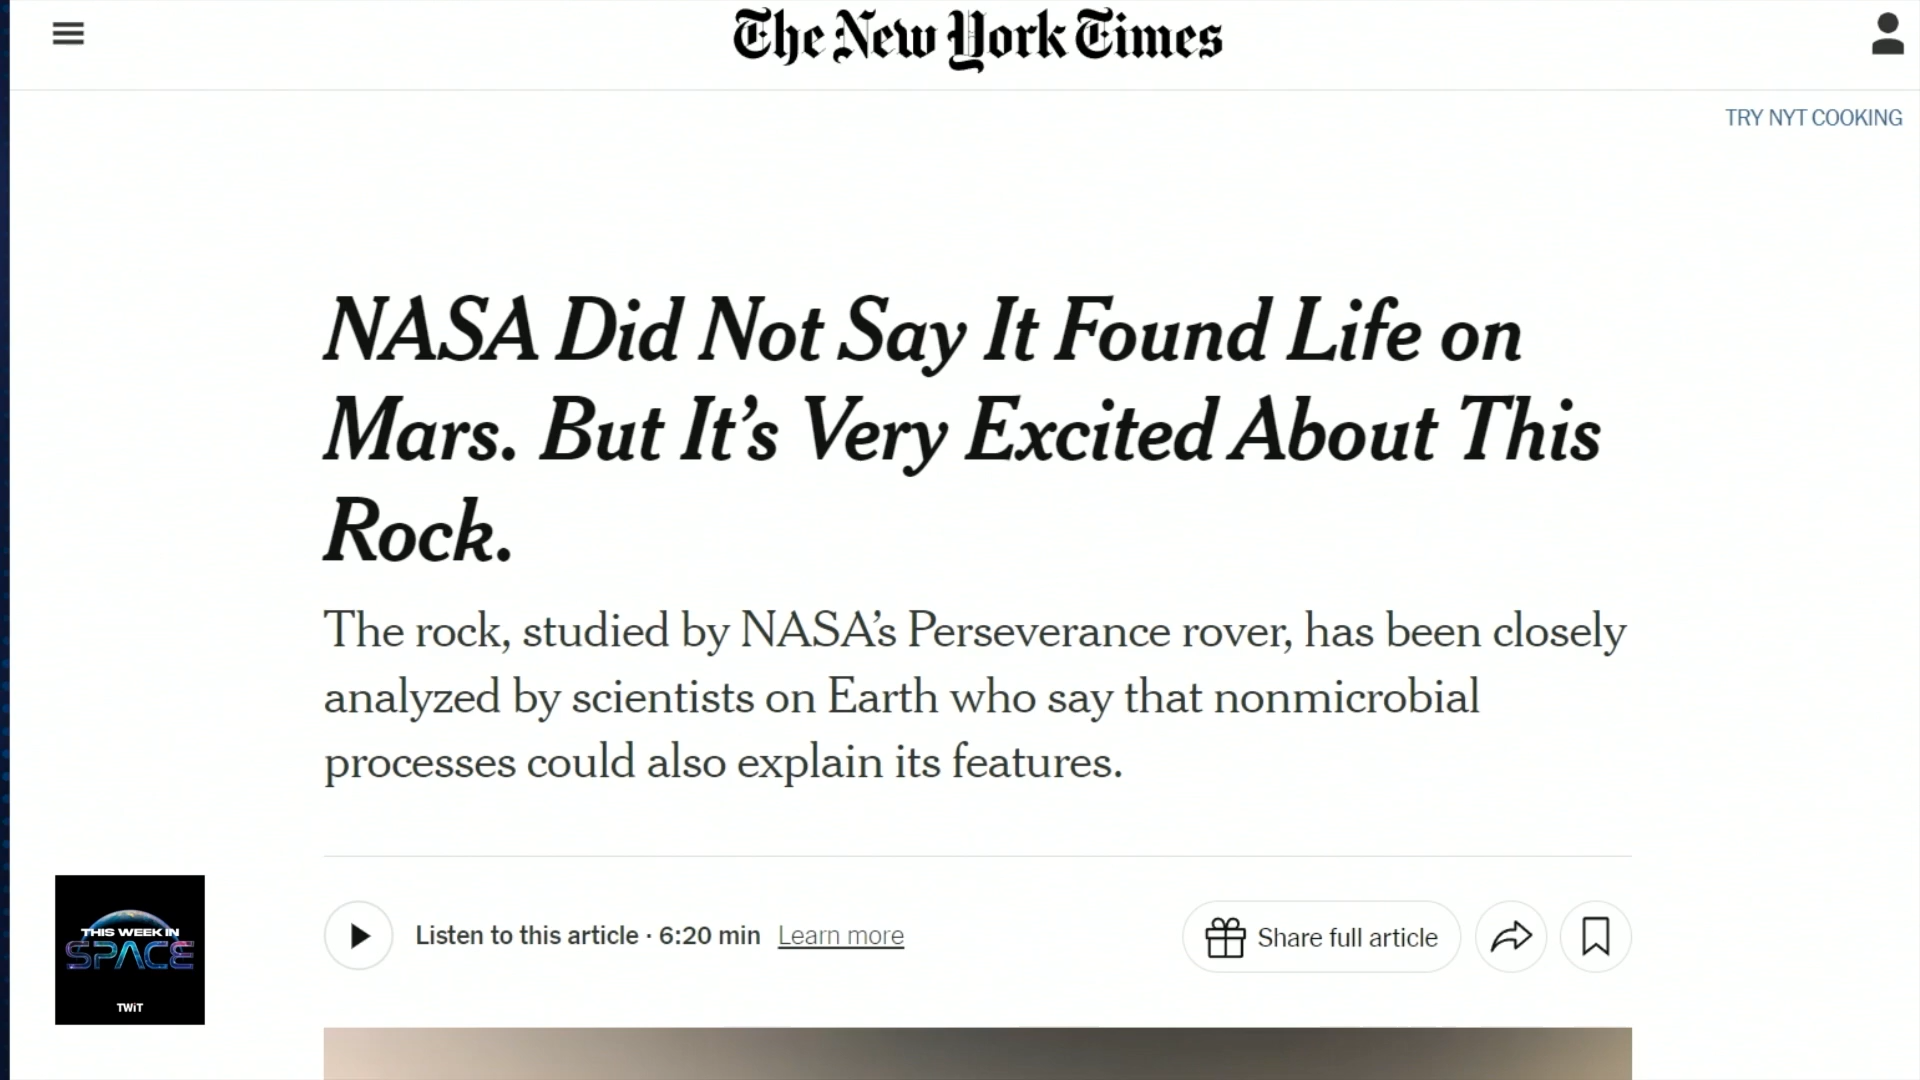 The New York Times
TRY NYT COOKING
NASA Did Not Say It Found Life on
Mars. But It’s Very Excited About This
Rock.
The rock, studied by NASA’s Perseverance rover, has been closely
analyzed by scientists on Earth who say that nonmicrobial
processes could also explain its features.
Listen to this article · 6:20 min Learn more
Share full article
THIS WEEK IN
SPACE
TWiT